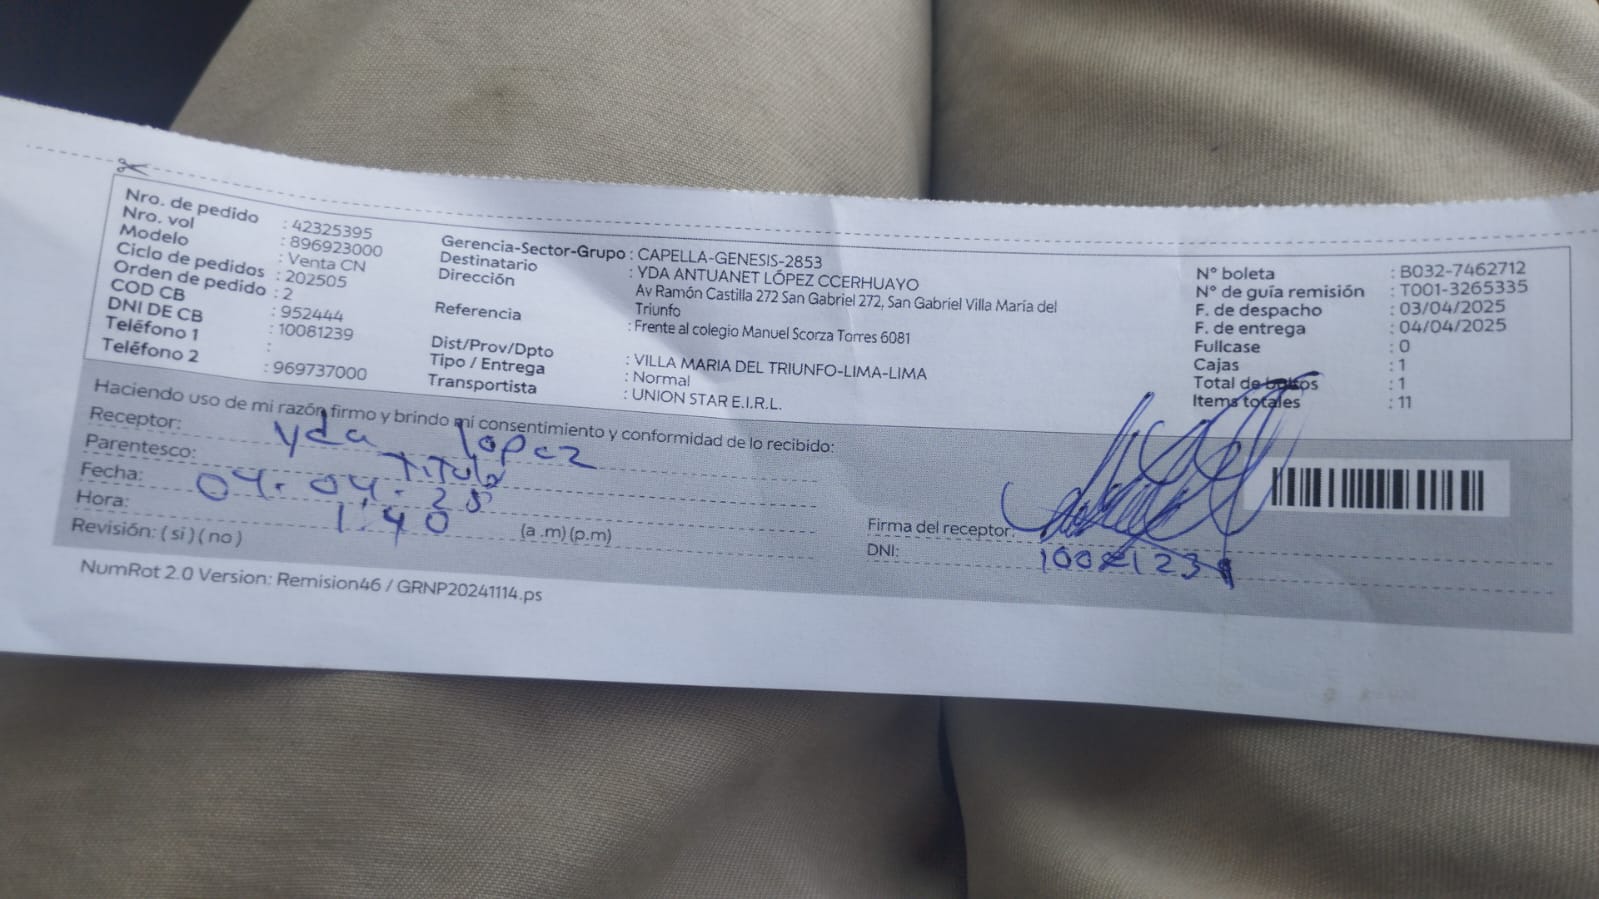 Nro. de pedido : 42325395
Nro. vol : 896923000
Modelo : Venta CN
Ciclo de pedidos : 202505
Orden de pedido : 2
COD CB : 952444
DNI DE CB : 10081239
Teléfono 1 :
Teléfono 2 : 969737000
Gerencia-Sector-Grupo : CAPELLA-GENESIS-2853
Destinatario : YDA ANTUANET LÓPEZ CCERHUAYO
Dirección : Av Ramón Castilla 272 San Gabriel 272, San Gabriel Villa María del
Triunfo
Referencia : Frente al colegio Manuel Scorza Torres 6081
Dist/Prov/Dpto : VILLA MARIA DEL TRIUNFO-LIMA-LIMA
Tipo / Entrega : Normal
Transportista : UNION STAR E.I.R.L.
N° boleta : B032-7462712
N° de guía remisión : T001-3265335
F. de despacho : 03/04/2025
F. de entrega : 04/04/2025
Fullcase : 0
Cajas : 1
Total de bolsos : 1
Items totales : 11
Haciendo uso de mi razón firmo y brindo mi consentimiento y conformidad de lo recibido:
Receptor: yda lopez
Parentesco: Titula
Fecha: 04.04.25
Hora: 1:40 (a .m) (p.m)
Revisión: ( si ) ( no )
Firma del receptor:
DNI: 10081239
NumRot 2.0 Version: Remision46 / GRNP20241114.ps